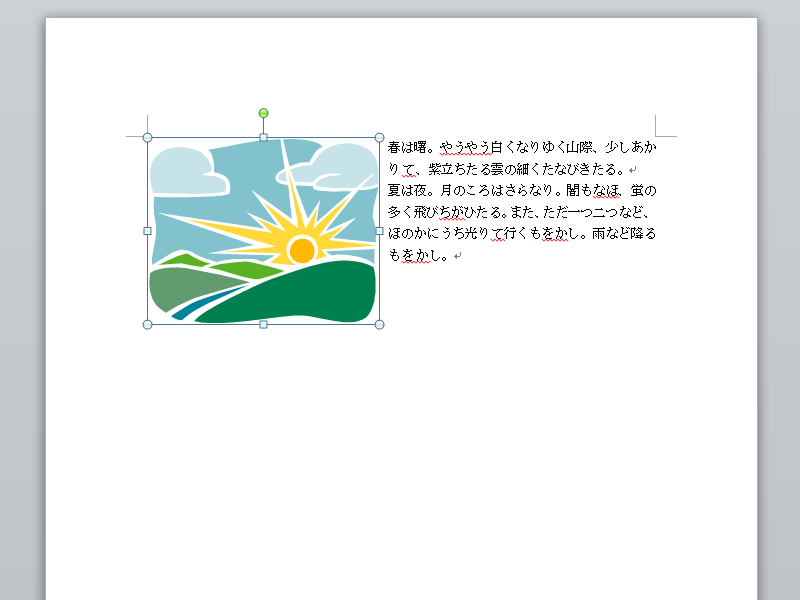 春は曙。やうやう白くなりゆく山際、少しあか
りて、紫立ちたる雲の細くたなびきたる。
夏は夜。月のころはさらなり。闇もなほ、蛍の
多く飛びちがひたる。また、ただ一つ二つなど、
ほのかにうち光りて行くもをかし。雨など降る
もをかし。